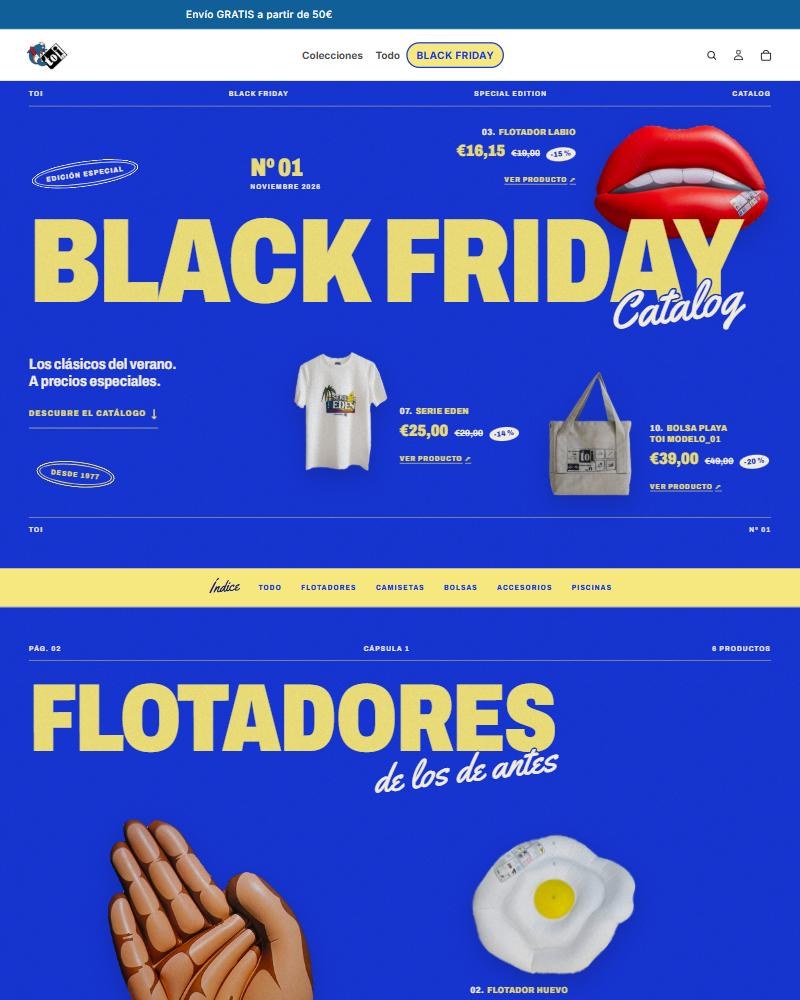 Envío GRATIS a partir de 50€
toi
Colecciones Todo BLACK FRIDAY
TOI BLACK FRIDAY SPECIAL EDITION CATALOG
EDICIÓN ESPECIAL
Nº 01
NOVIEMBRE 2026
03. FLOTADOR LABIO
€16,15 €19,00 -15 %
VER PRODUCTO ↗
BLACK FRIDAY
Catalog
Los clásicos del verano.
A precios especiales.
DESCUBRE EL CATÁLOGO ↓
DESDE 1977
SERIE
EDEN
07. SERIE EDEN
€25,00 €29,00 -14 %
VER PRODUCTO ↗
toi
10. BOLSA PLAYA
TOI MODELO_01
€39,00 €49,00 -20 %
VER PRODUCTO ↗
TOI Nº 01
Índice TODO FLOTADORES CAMISETAS BOLSAS ACCESORIOS PISCINAS
PÁG. 02 CÁPSULA 1 6 PRODUCTOS
FLOTADORES
de los de antes
02. FLOTADOR HUEVO